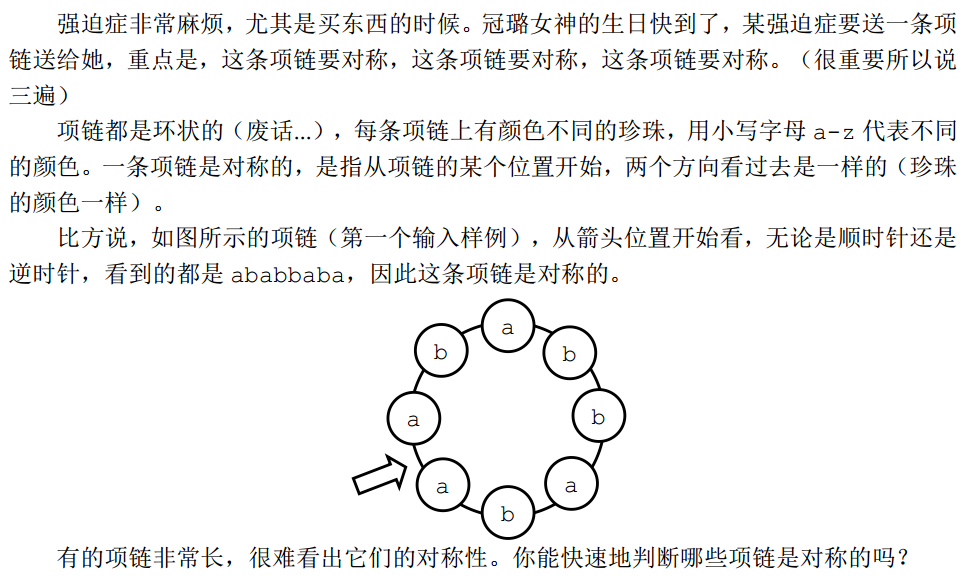 强迫症非常麻烦，尤其是买东西的时候。冠璐女神的生日快到了，某强迫症要送一条项
链送给她，重点是，这条项链要对称，这条项链要对称，这条项链要对称。（很重要所以说
三遍）
项链都是环状的（废话…），每条项链上有颜色不同的珍珠，用小写字母 a-z 代表不同
的颜色。一条项链是对称的，是指从项链的某个位置开始，两个方向看过去是一样的（珍珠
的颜色一样）。
比方说，如图所示的项链（第一个输入样例），从箭头位置开始看，无论是顺时针还是
逆时针，看到的都是 ababbaba，因此这条项链是对称的。
a
b
b
a
b
a
a
b
有的项链非常长，很难看出它们的对称性。你能快速地判断哪些项链是对称的吗？